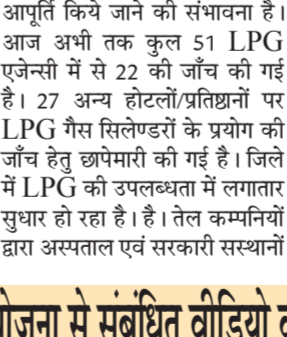 आपूर्ति किये जाने की संभावना है।
आज अभी तक कुल 51 LPG
एजेन्सी में से 22 की जाँच की गई
है। 27 अन्य होटलों/प्रतिष्ठानों पर
LPG गैस सिलेण्डरों के प्रयोग की
जाँच हेतु छापेमारी की गई है। जिले
में LPG की उपलब्धता में लगातार
सुधार हो रहा है। है। तेल कम्पनियों
द्वारा अस्पताल एवं सरकारी सस्थानों
से संबंधित वीडियो